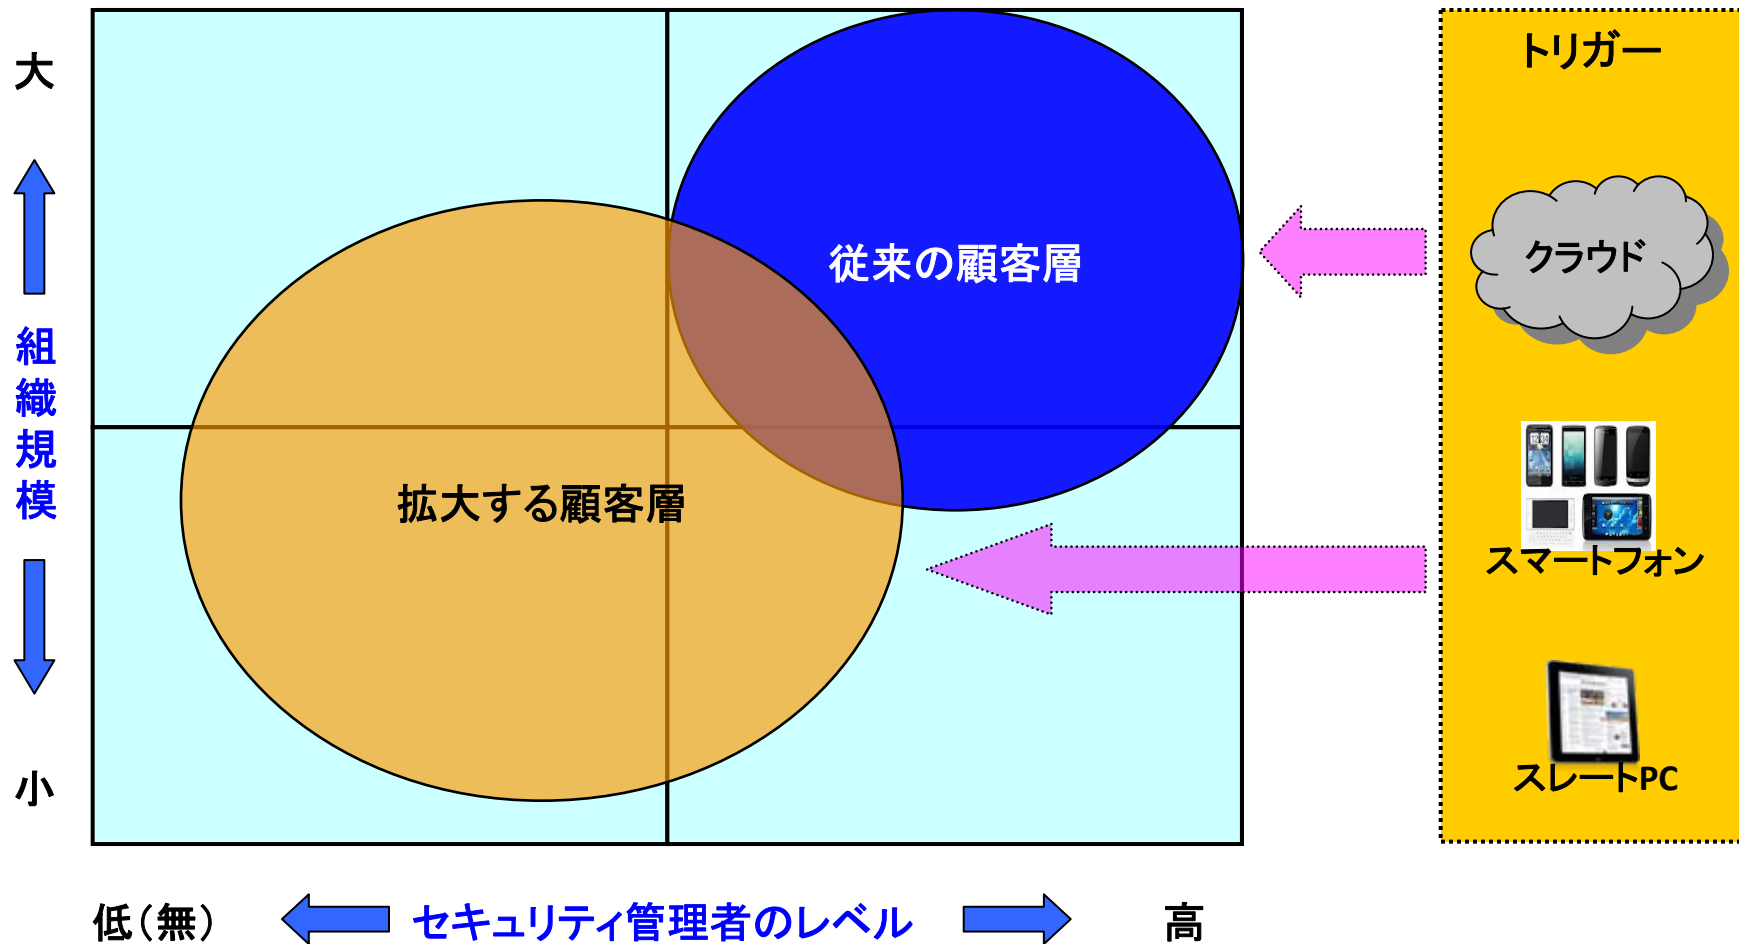 大
トリガー
従来の顧客層
クラウド
組織規模
拡大する顧客層
スマートフォン
スレートPC
小
低（無）
セキュリティ管理者のレベル
高